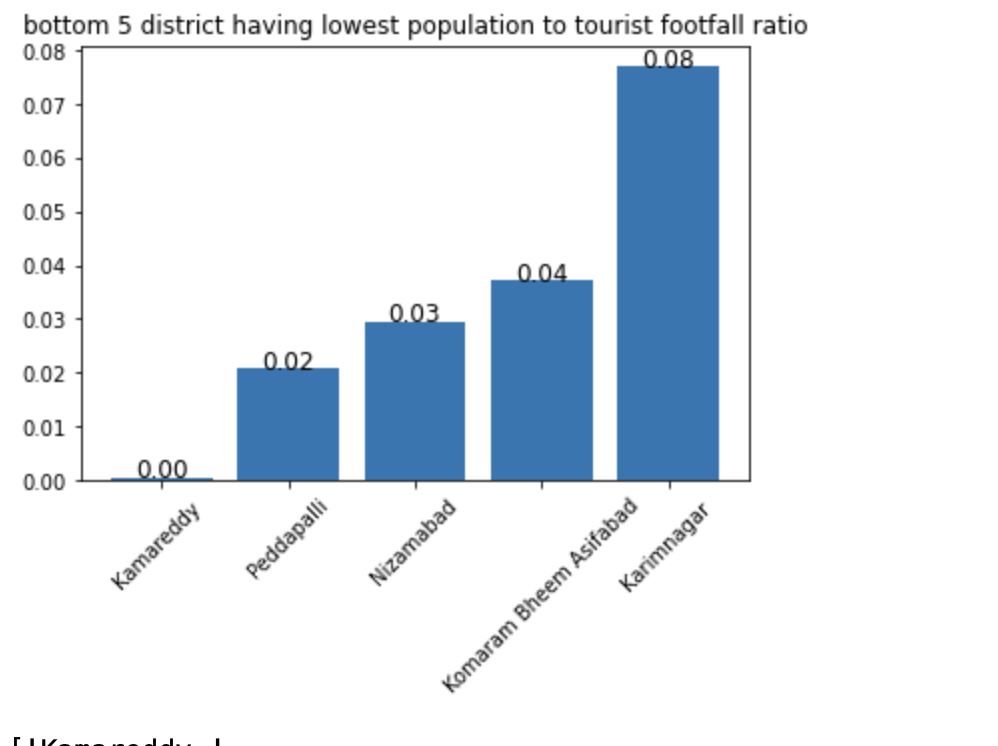 bottom 5 district having lowest population to tourist footfall ratio
0.08
0.07
0.06
0.05
0.04
0.03
0.02
0.01
0.00
0.00
0.02
0.03
0.04
0.08
Kamareddy
Peddapalli
Nizamabad
Komaram Bheem Asifabad
Karimnagar
['Kamareddy '